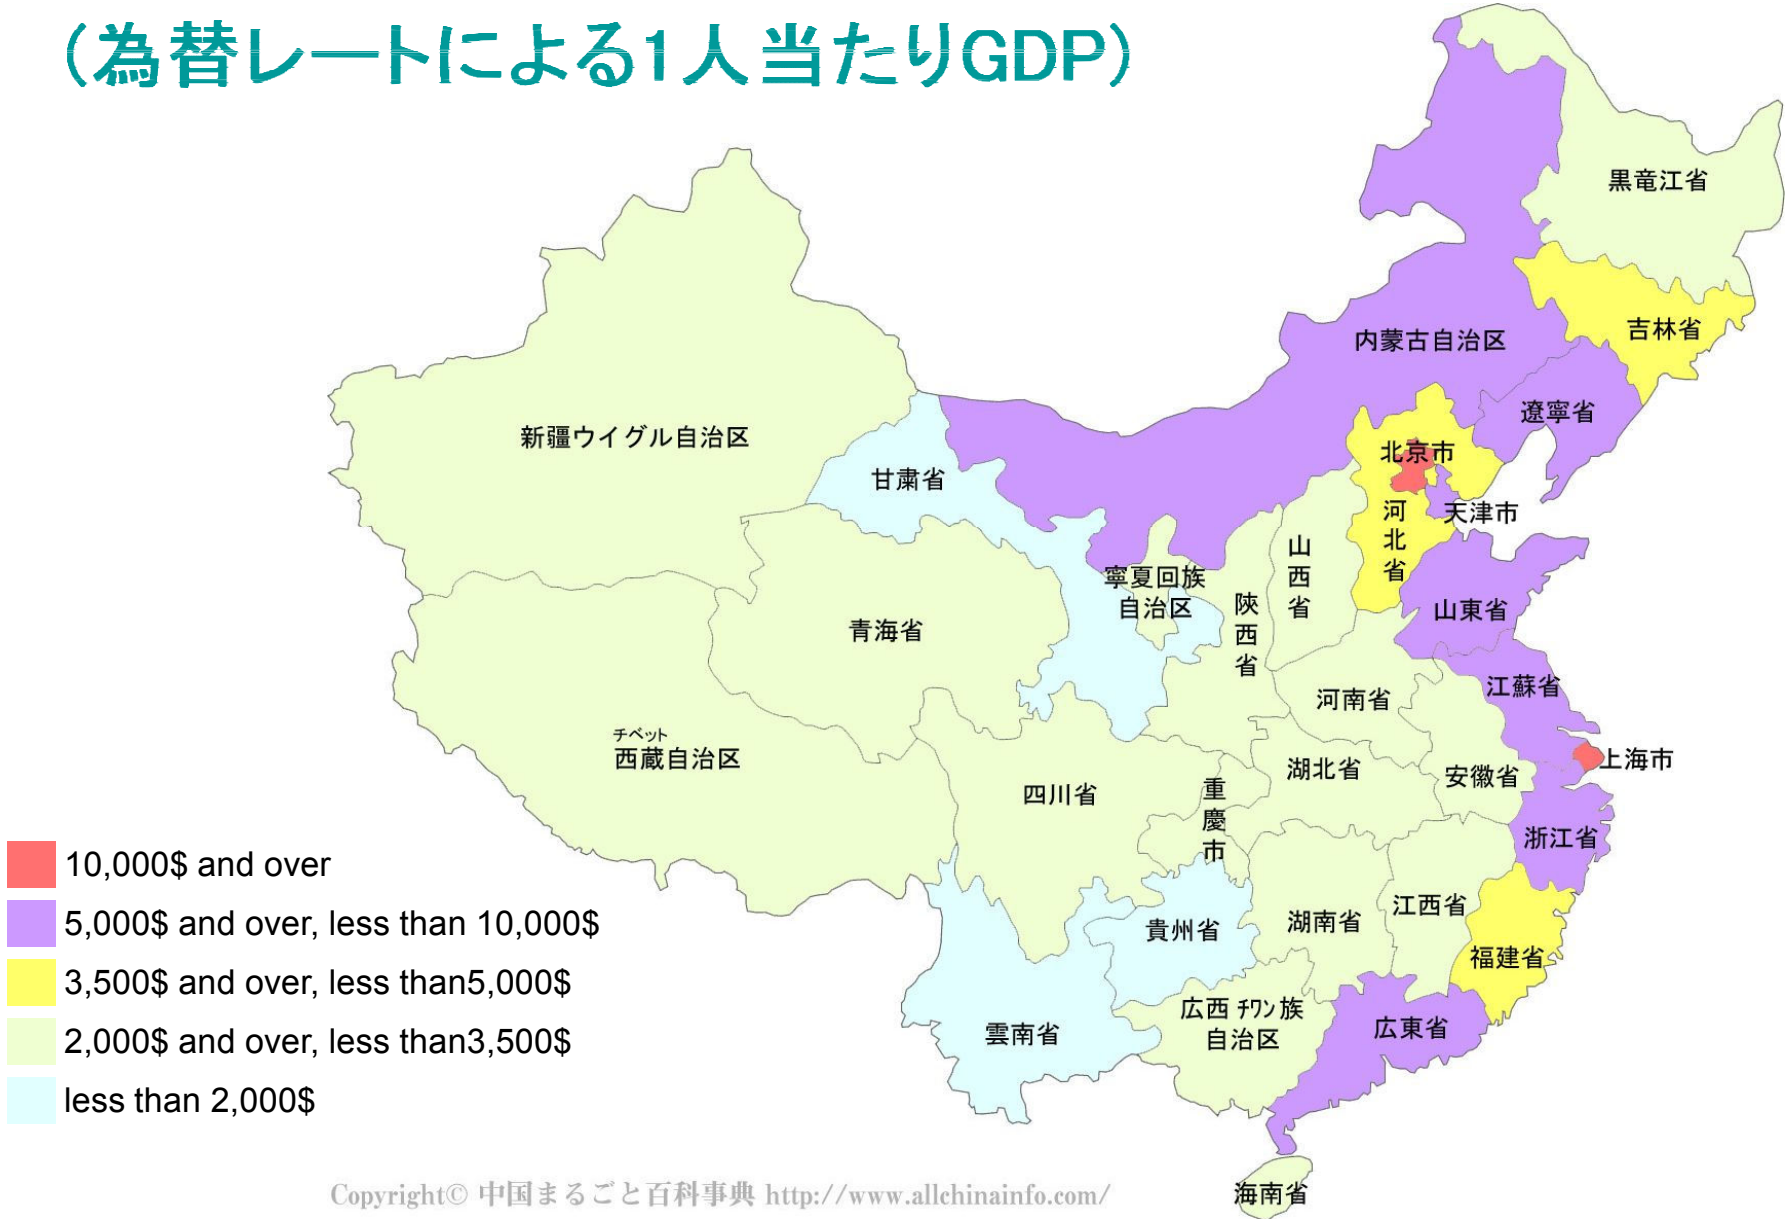 （為替レートによる1人当たりGDP）
黒竜江省
吉林省
内蒙古自治区
遼寧省
新疆ウイグル自治区
北京市
甘粛省
天津市
河北省
山西省
寧夏回族
自治区
陝西省
山東省
青海省
江蘇省
河南省
チベット
西蔵自治区
上海市
湖北省
安徽省
四川省
重慶市
浙江省
江西省
湖南省
貴州省
福建省
広西 チワン族
自治区
広東省
雲南省
海南省
10,000$ and over
5,000$ and over, less than 10,000$
3,500$ and over, less than5,000$
2,000$ and over, less than3,500$
less than 2,000$
Copyright© 中国まるごと百科事典 http://www.allchinainfo.com/